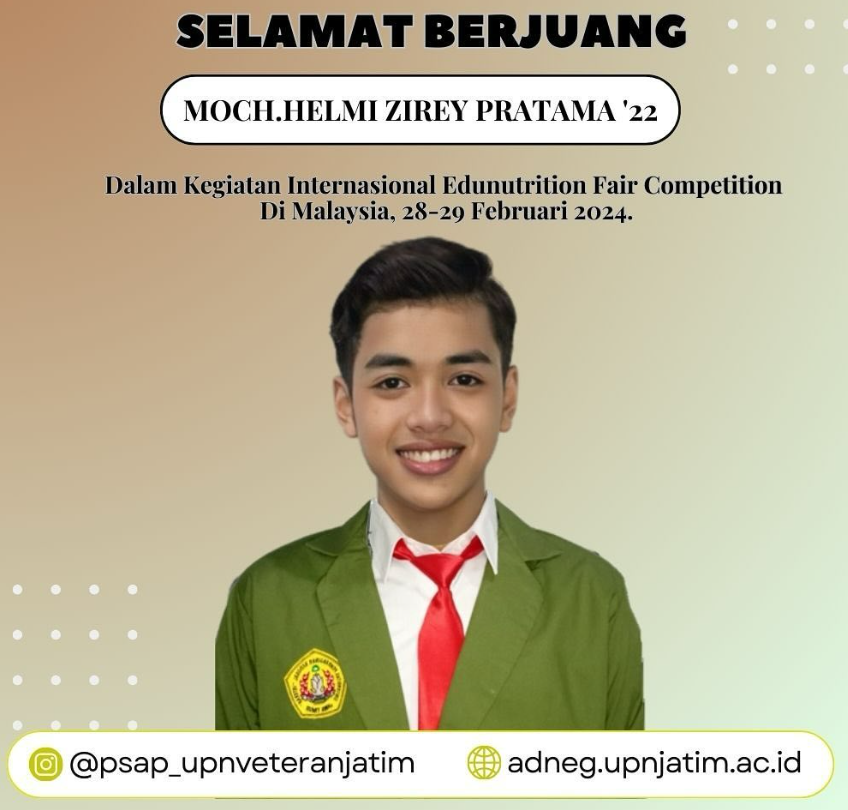 SELAMAT BERJUANG
MOCH.HELMI ZIREY PRATAMA '22
Dalam Kegiatan Internasional Edunutrition Fair Competition
Di Malaysia, 28-29 Februari 2024.
@psap_upnveteranjatim
adneg.upnjatim.ac.id